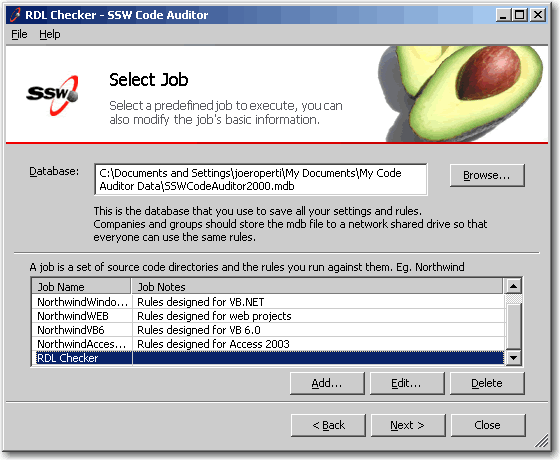 RDL Checker - SSW Code Auditor
File Help
SSW
Select Job
Select a predefined job to execute, you can
also modify the job's basic information.
Database:
C:\Documents and Settings\joeroperti\My Documents\My Code
Auditor Data\SSWCodeAuditor2000.mdb
Browse...
This is the database that you use to save all your settings and rules.
Companies and groups should store the mdb file to a network shared drive so that
everyone can use the same rules.
A job is a set of source code directories and the rules you run against them. Eg. Northwind
Job Name Job Notes
NorthwindWindo... Rules designed for VB.NET
NorthwindWEB Rules designed for web projects
NorthwindVB6 Rules designed for VB 6.0
NorthwindAcces... Rules designed for Access 2003
RDL Checker
Add... Edit... Delete
< Back Next > Close